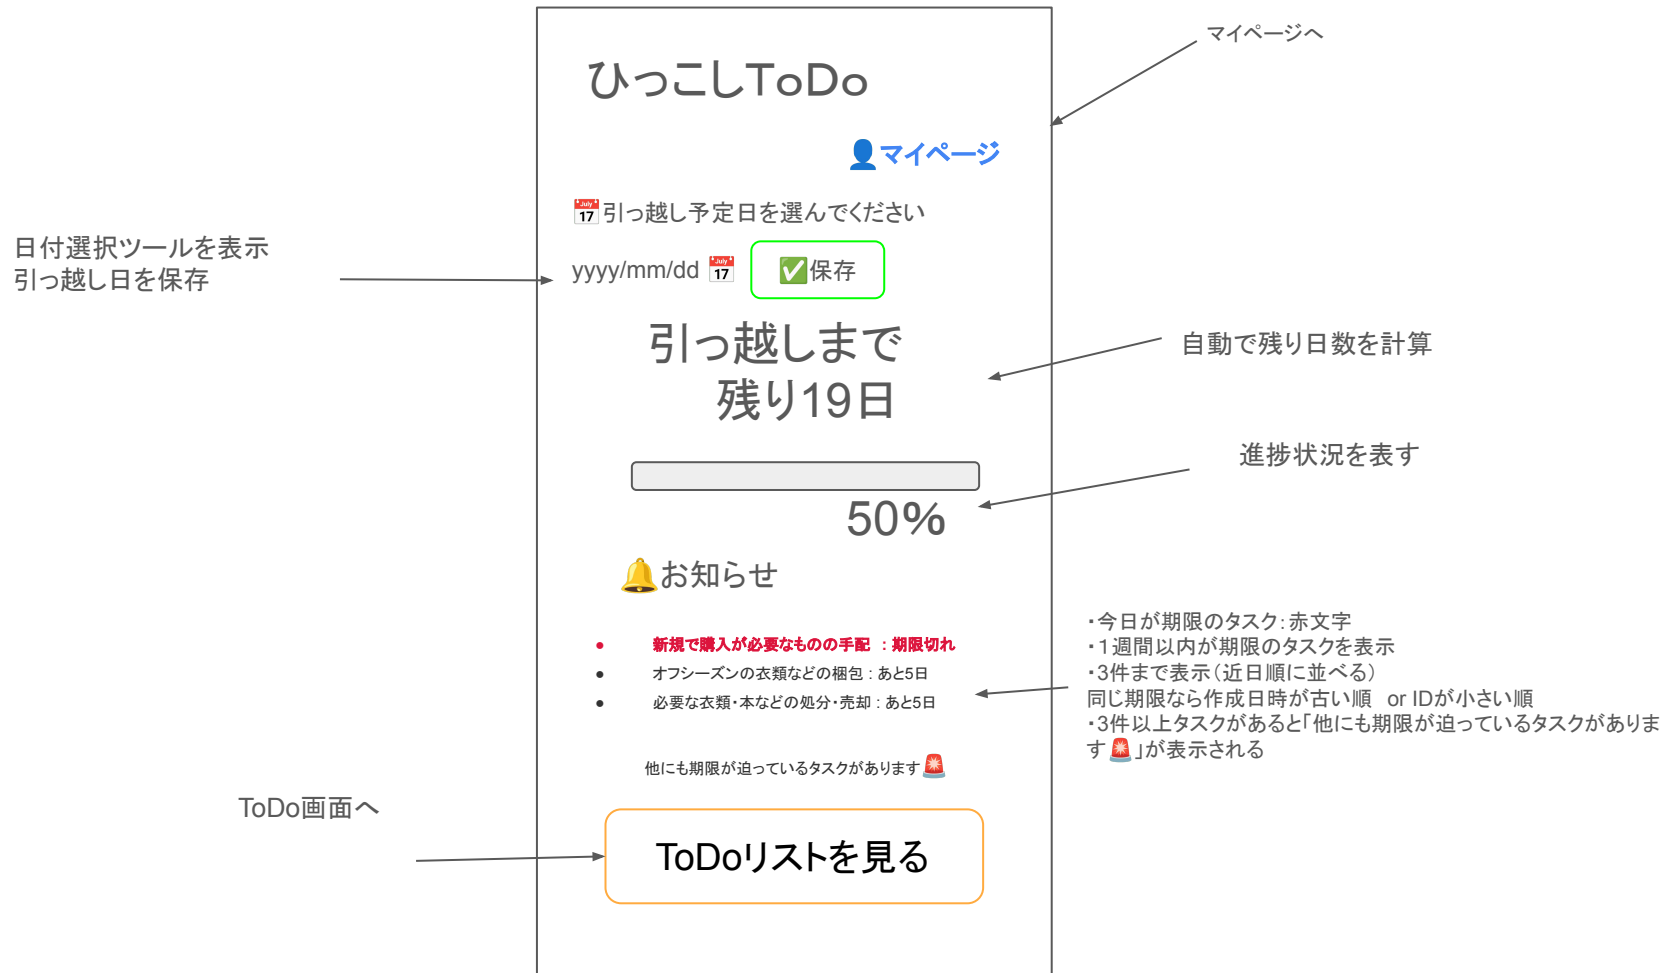 マイページへ
ひっこしToDo
👤マイページ
📅引っ越し予定日を選んでください
日付選択ツールを表示
引っ越し日を保存
yyyy/mm/dd 📅 ✅保存
引っ越しまで
残り19日
自動で残り日数を計算
進捗状況を表す
50%
🔔お知らせ
● 新規で購入が必要なものの手配 : 期限切れ
● オフシーズンの衣類などの梱包 : あと5日
● 必要な衣類・本などの処分・売却 : あと5日
・今日が期限のタスク：赤文字
・1週間以内が期限のタスクを表示
・3件まで表示（近日順に並べる）
同じ期限なら作成日時が古い順 or IDが小さい順
・3件以上タスクがあると「他にも期限が迫っているタスクがありま
す🚨」が表示される
他にも期限が迫っているタスクがあります🚨
ToDo画面へ
ToDoリストを見る